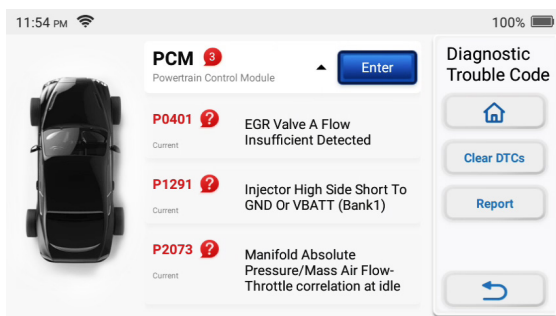 11:54 PM
100%
PCM 3
Powertrain Control Module
Enter
P0401 ?
Current
EGR Valve A Flow
Insufficient Detected
P1291 ?
Current
Injector High Side Short To
GND Or VBATT (Bank1)
P2073 ?
Current
Manifold Absolute
Pressure/Mass Air Flow-
Throttle correlation at idle
Diagnostic
Trouble Code
Clear DTCs
Report